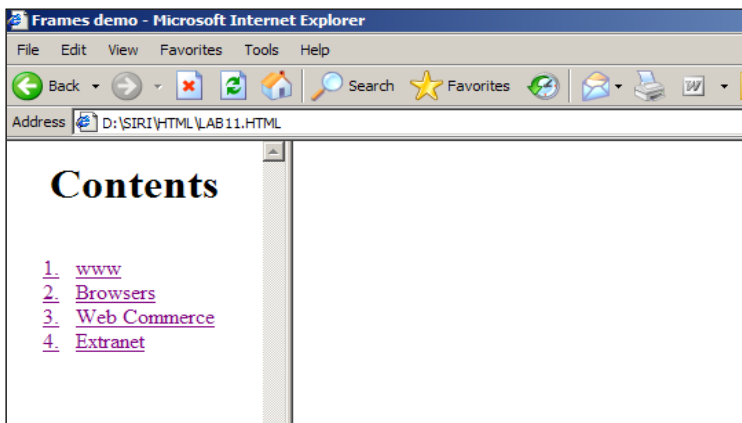 Frames demo - Microsoft Internet Explorer
File Edit View Favorites Tools Help
Back Search Favorites W
Address D:\SIRI\HTML\LAB11.HTML
Contents
1. www
2. Browsers
3. Web Commerce
4. Extranet